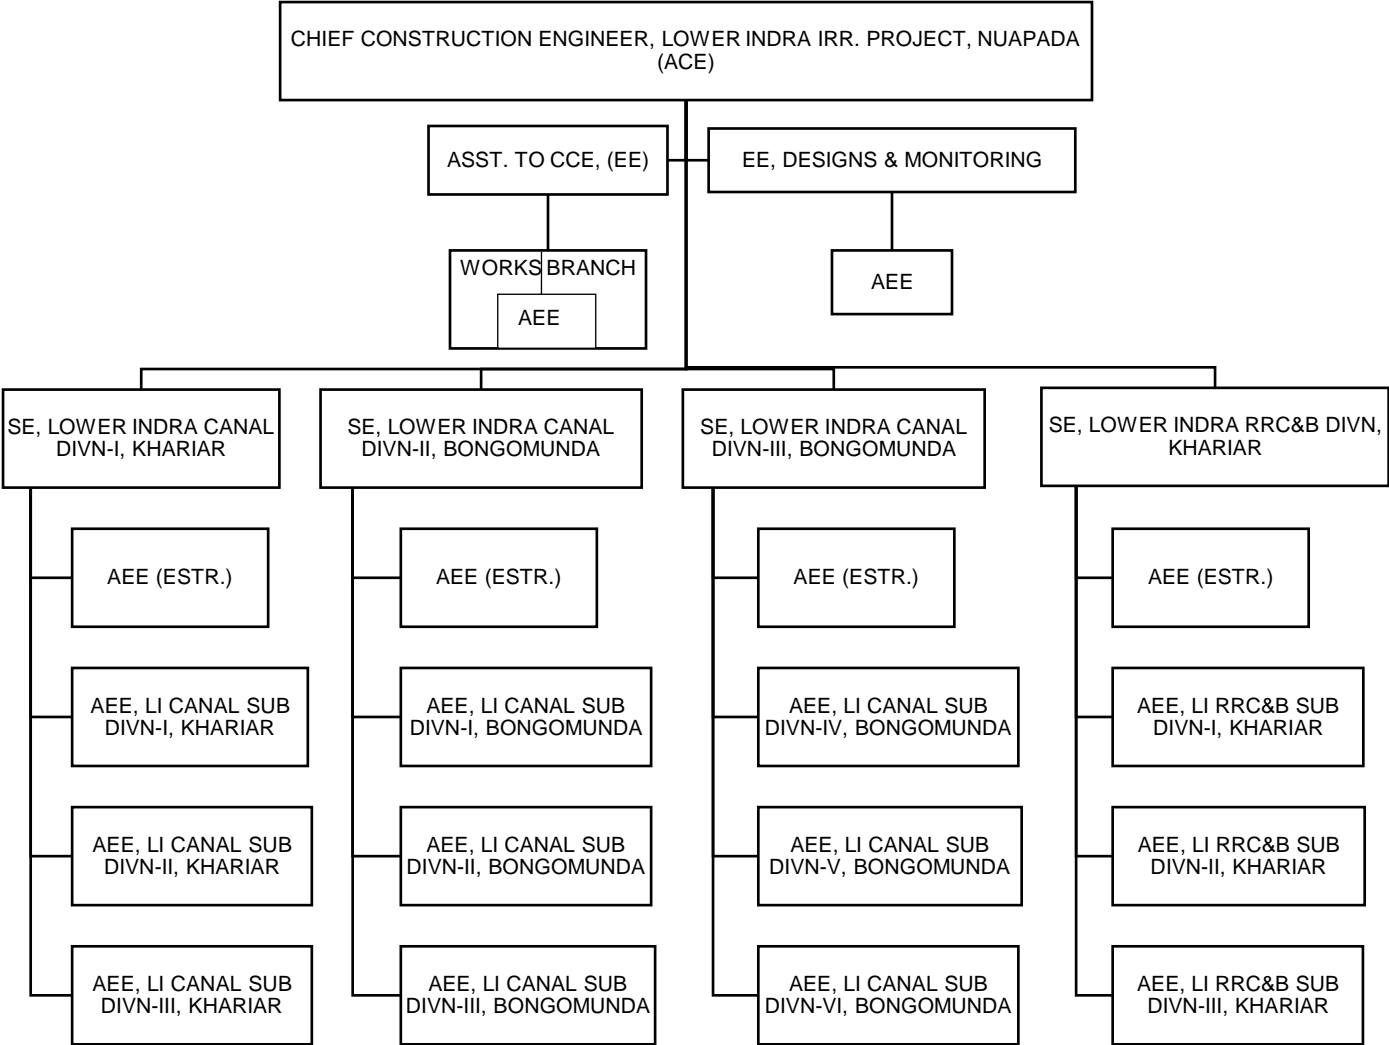 CHIEF CONSTRUCTION ENGINEER, LOWER INDRA IRR. PROJECT, NUAPADA
(ACE)
ASST. TO CCE, (EE)
EE, DESIGNS & MONITORING
WORKS BRANCH
AEE
AEE
SE, LOWER INDRA CANAL
DIVN-I, KHARIAR
SE, LOWER INDRA CANAL
DIVN-II, BONGOMUNDA
SE, LOWER INDRA CANAL
DIVN-III, BONGOMUNDA
SE, LOWER INDRA RRC&B DIVN,
KHARIAR
AEE (ESTR.)
AEE (ESTR.)
AEE (ESTR.)
AEE (ESTR.)
AEE, LI CANAL SUB
DIVN-I, KHARIAR
AEE, LI CANAL SUB
DIVN-I, BONGOMUNDA
AEE, LI CANAL SUB
DIVN-IV, BONGOMUNDA
AEE, LI RRC&B SUB
DIVN-I, KHARIAR
AEE, LI CANAL SUB
DIVN-II, KHARIAR
AEE, LI CANAL SUB
DIVN-II, BONGOMUNDA
AEE, LI CANAL SUB
DIVN-V, BONGOMUNDA
AEE, LI RRC&B SUB
DIVN-II, KHARIAR
AEE, LI CANAL SUB
DIVN-III, KHARIAR
AEE, LI CANAL SUB
DIVN-III, BONGOMUNDA
AEE, LI CANAL SUB
DIVN-VI, BONGOMUNDA
AEE, LI RRC&B SUB
DIVN-III, KHARIAR